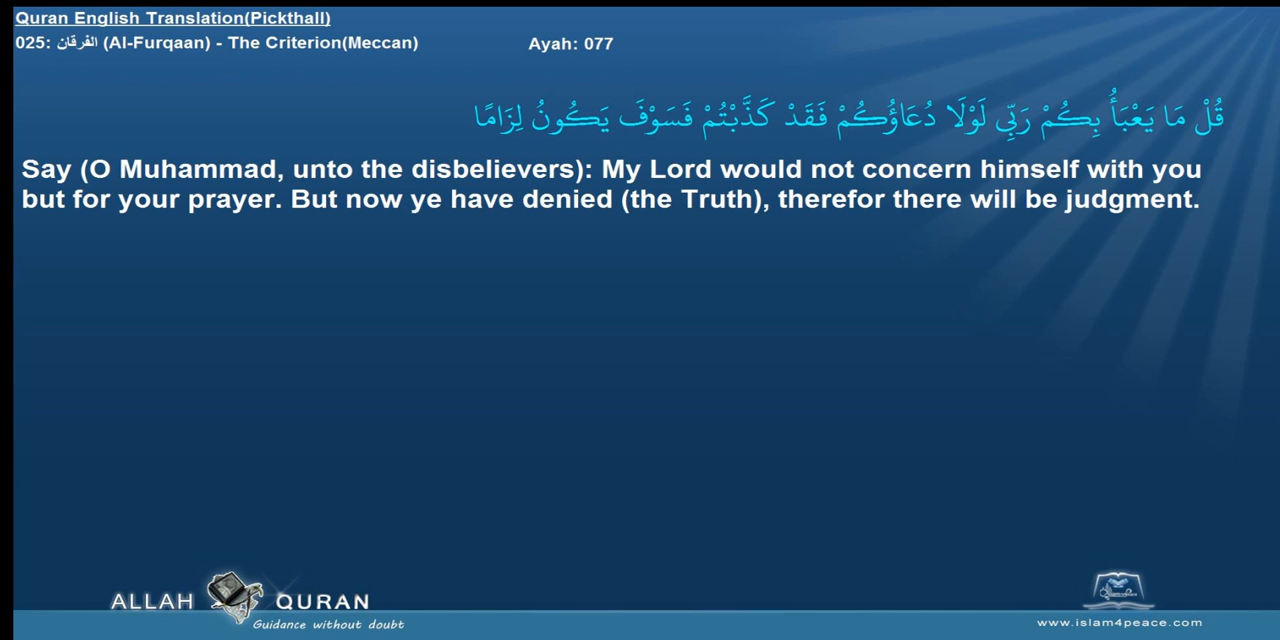 Quran English Translation(Pickthall)
025: الفرقان (Al-Furqaan) - The Criterion(Meccan) Ayah: 077
قُلْ مَا يَعْبَأُ بِكُمْ رَبِّي لَوْلَا دُعَاؤُكُمْ فَقَدْ كَذَّبْتُمْ فَسَوْفَ يَكُونُ لِزَامًا
Say (O Muhammad, unto the disbelievers): My Lord would not concern himself with you
but for your prayer. But now ye have denied (the Truth), therefor there will be judgment.
ALLAH QURAN
Guidance without doubt
www.islam4peace.com